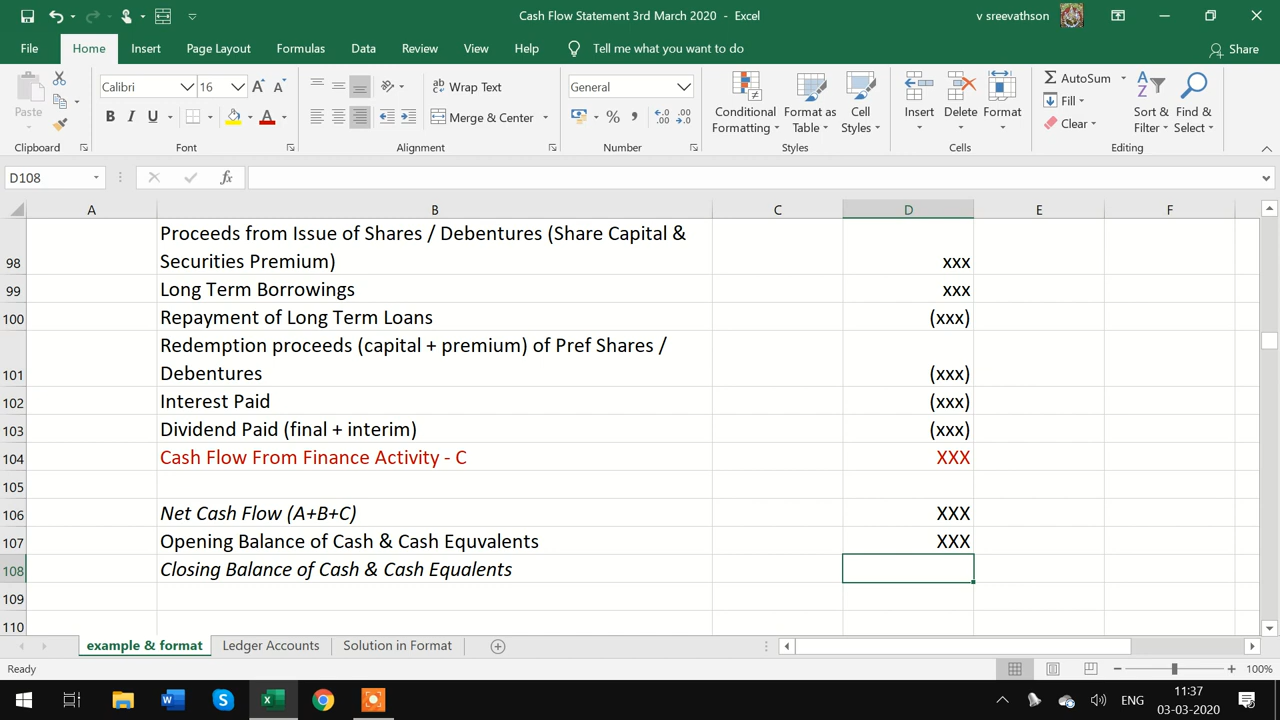 Cash Flow Statement 3rd March 2020 - Excel
v sreevathson
File Home Insert Page Layout Formulas Data Review View Help Tell me what you want to do Share
Paste
Clipboard
Calibri 16
B I U
Font
Wrap Text
Merge & Center
Alignment
General
% ,
Number
Conditional Formatting
Format as Table
Cell Styles
Styles
Insert Delete Format
Cells
AutoSum
Fill
Clear
Sort & Filter
Find & Select
Editing
D108 fx
A B C D E F
Proceeds from Issue of Shares / Debentures (Share Capital &
98 Securities Premium) xxx
99 Long Term Borrowings xxx
100 Repayment of Long Term Loans (xxx)
Redemption proceeds (capital + premium) of Pref Shares /
101 Debentures (xxx)
102 Interest Paid (xxx)
103 Dividend Paid (final + interim) (xxx)
104 Cash Flow From Finance Activity - C XXX
105
106 Net Cash Flow (A+B+C) XXX
107 Opening Balance of Cash & Cash Equvalents XXX
108 Closing Balance of Cash & Cash Equalents
109
110
example & format Ledger Accounts Solution in Format
Ready 100%
ENG 11:37
03-03-2020